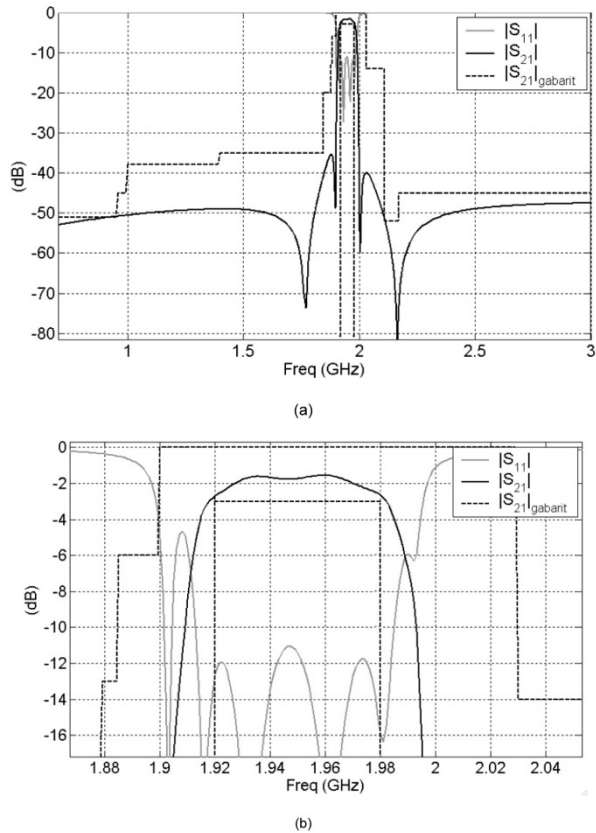 0
-10
-20
-30
-40
-50
-60
-70
-80
(dB)
|S11|
|S21|
|S21|gabarit
1
1.5
2
2.5
3
Freq (GHz)
(a)
0
-2
-4
-6
-8
-10
-12
-14
-16
(dB)
|S11|
|S21|
|S21|gabarit
1.88
1.9
1.92
1.94
1.96
1.98
2
2.02
2.04
Freq (GHz)
(b)